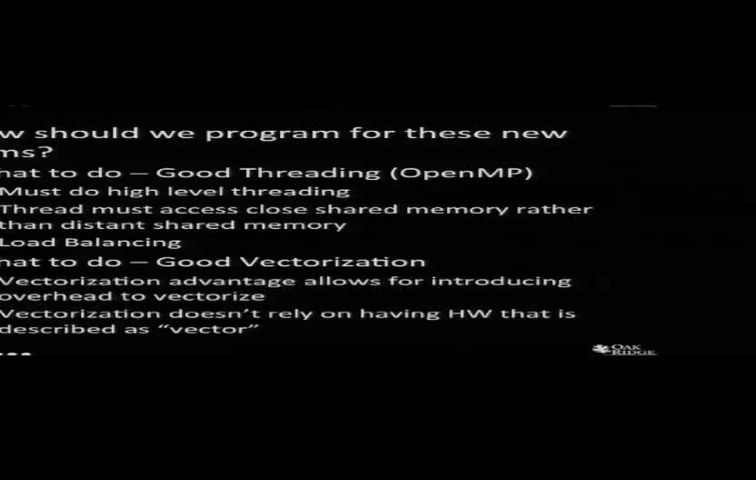 w should we program for these new
ms?
hat to do – Good Threading (OpenMP)
Must do high level threading
Thread must access close shared memory rather
than distant shared memory
Load Balancing
hat to do – Good Vectorization
Vectorization advantage allows for introducing
overhead to vectorize
Vectorization doesn't rely on having HW that is
described as "vector"
OAK
RIDGE